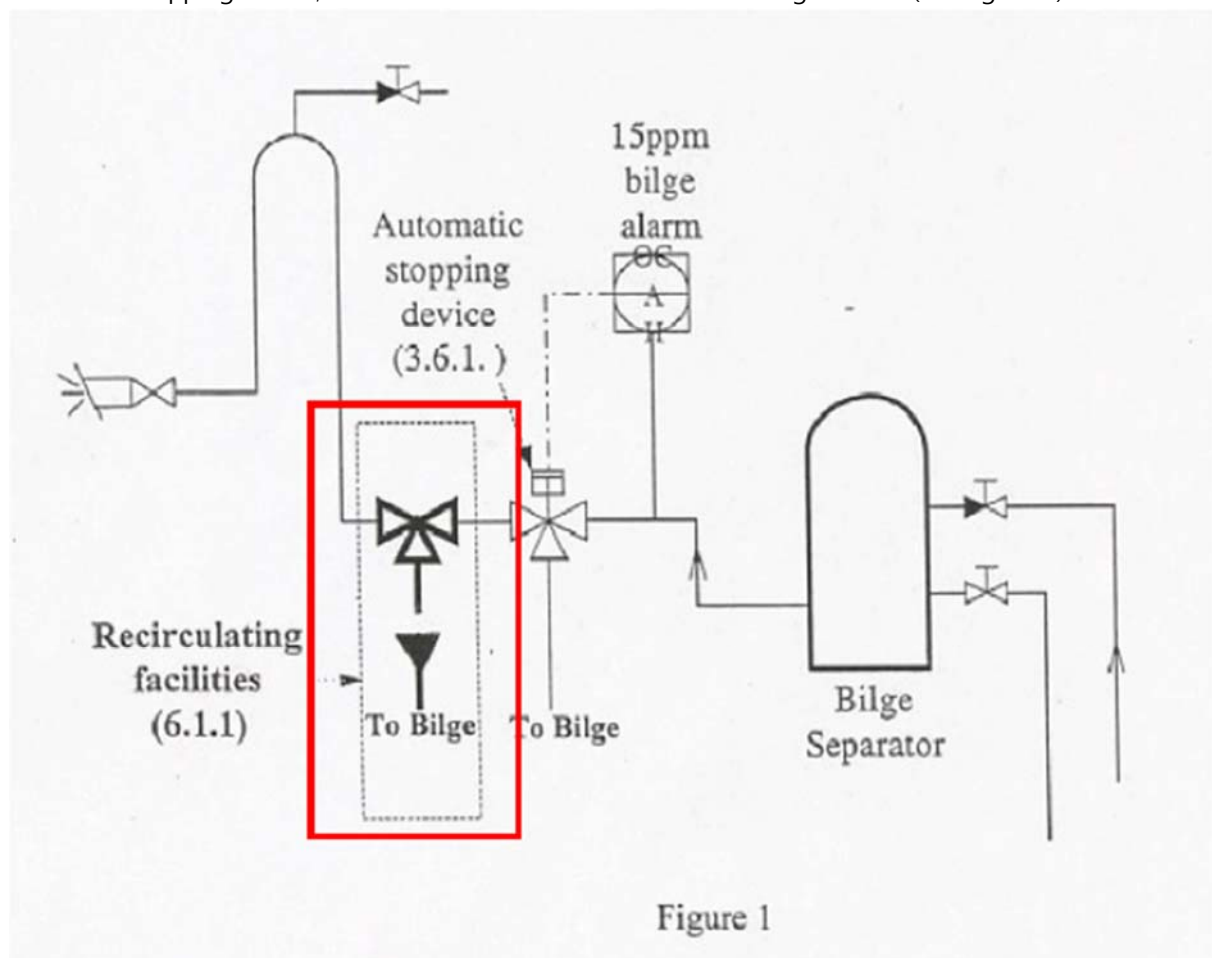 15ppm
bilge
alarm
OC
A
H
Automatic
stopping
device
(3.6.1. )
Recirculating
facilities
(6.1.1)
To Bilge
To Bilge
Bilge
Separator
Figure 1